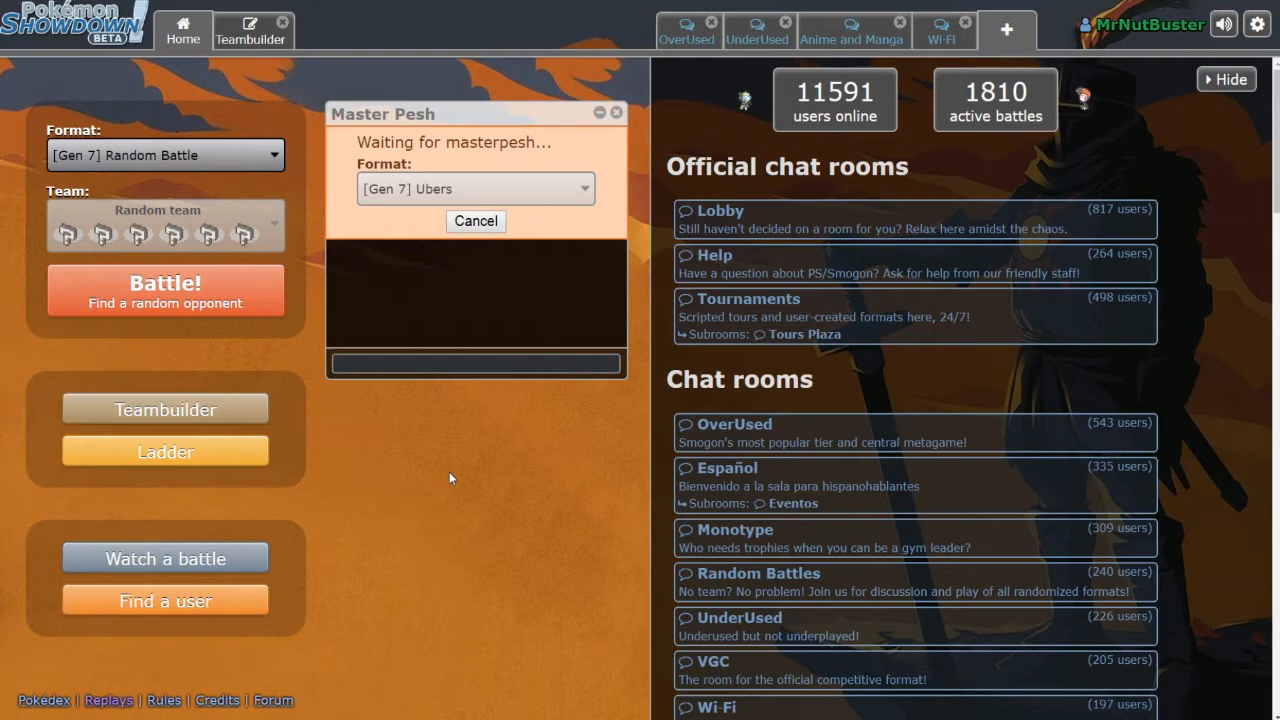 Pokémon
SHOWDOWN!
BETA
Home
Teambuilder
OverUsed
UnderUsed
Anime and Manga
Wi-Fi
MrNutBuster
Format:
[Gen 7] Random Battle
Team:
Random team
Battle!
Find a random opponent
Teambuilder
Ladder
Watch a battle
Find a user
Pokédex | Replays | Rules | Credits | Forum
Master Pesh
Waiting for masterpesh...
Format:
[Gen 7] Ubers
Cancel
11591
users online
1810
active battles
Hide
Official chat rooms
Lobby (817 users)
Still haven't decided on a room for you? Relax here amidst the chaos.
Help (264 users)
Have a question about PS/Smogon? Ask for help from our friendly staff!
Tournaments (498 users)
Scripted tours and user-created formats here, 24/7!
Subrooms: Tours Plaza
Chat rooms
OverUsed (543 users)
Smogon's most popular tier and central metagame!
Español (335 users)
Bienvenido a la sala para hispanohablantes
Subrooms: Eventos
Monotype (309 users)
Who needs trophies when you can be a gym leader?
Random Battles (240 users)
No team? No problem! Join us for discussion and play of all randomized formats!
UnderUsed (226 users)
Underused but not underplayed!
VGC (205 users)
The room for the official competitive format!
Wi-Fi (197 users)